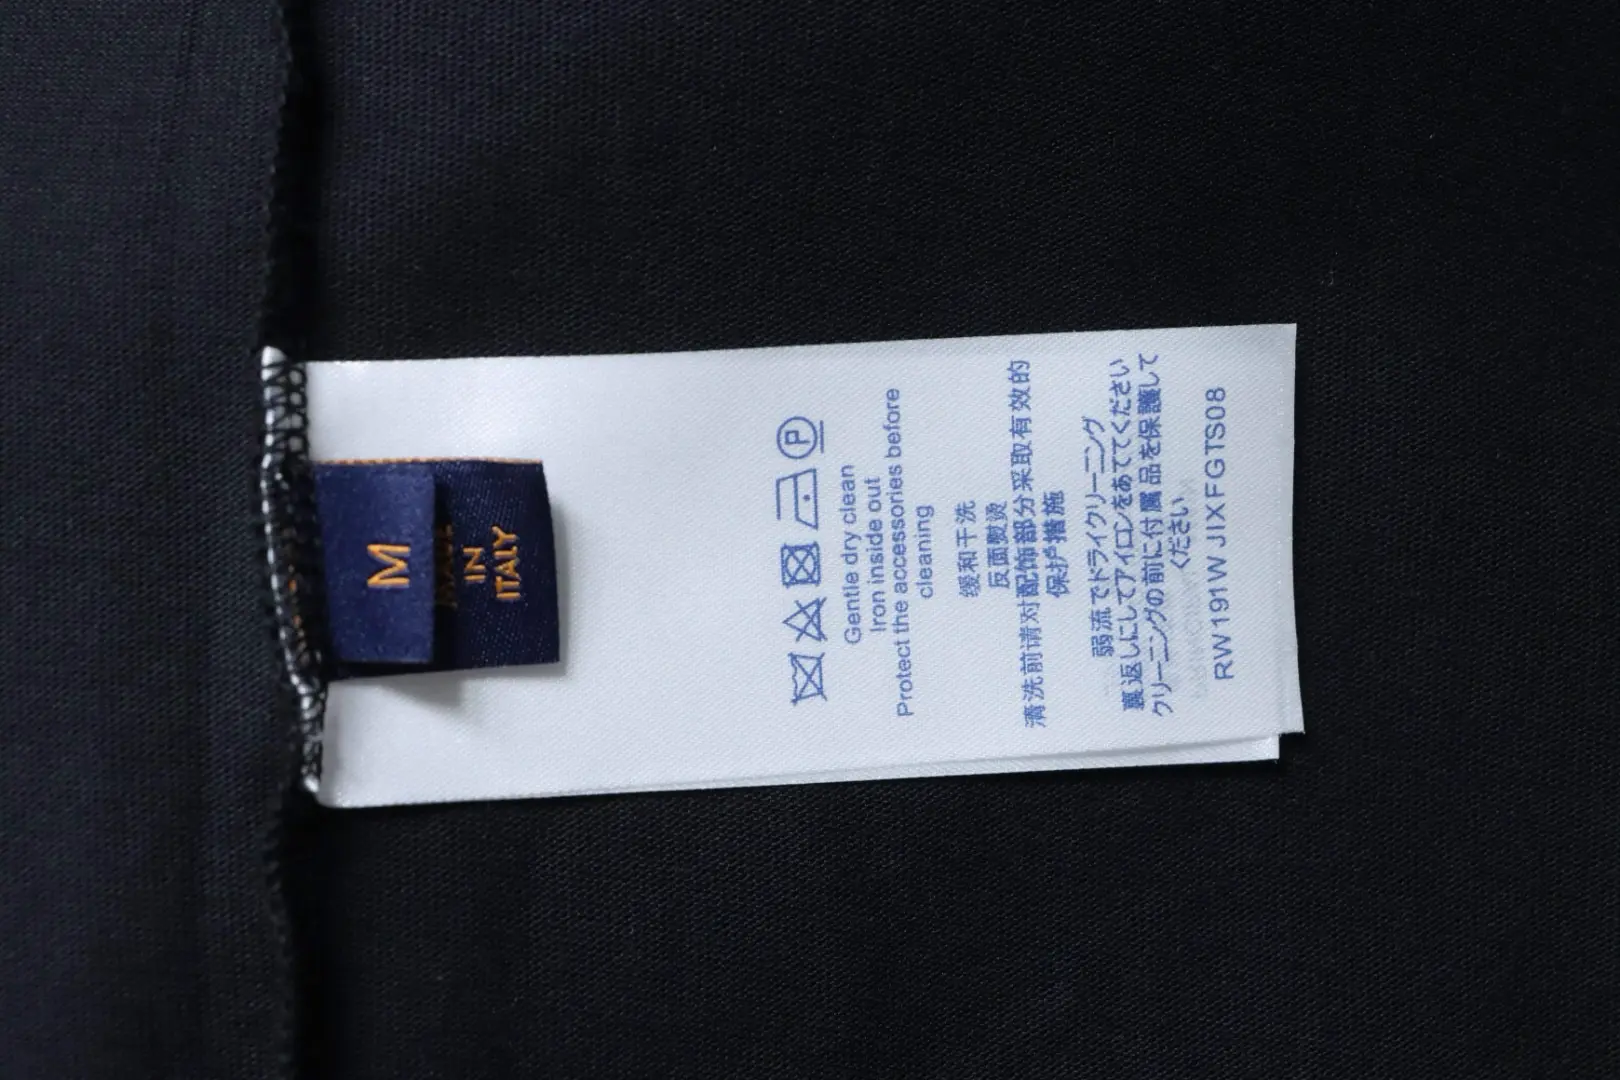 M
IN
ITALY
P
Gentle dry clean
Iron inside out
Protect the accessories before
cleaning
缓和干洗
反面熨烫
清洗前请对配饰部分采取有效的
保护措施
弱流でドライクリーニング
裏返しにしてアイロンをあててください
クリーニングの前に付属品を保護して
ください
RW191W JIXFGTS08